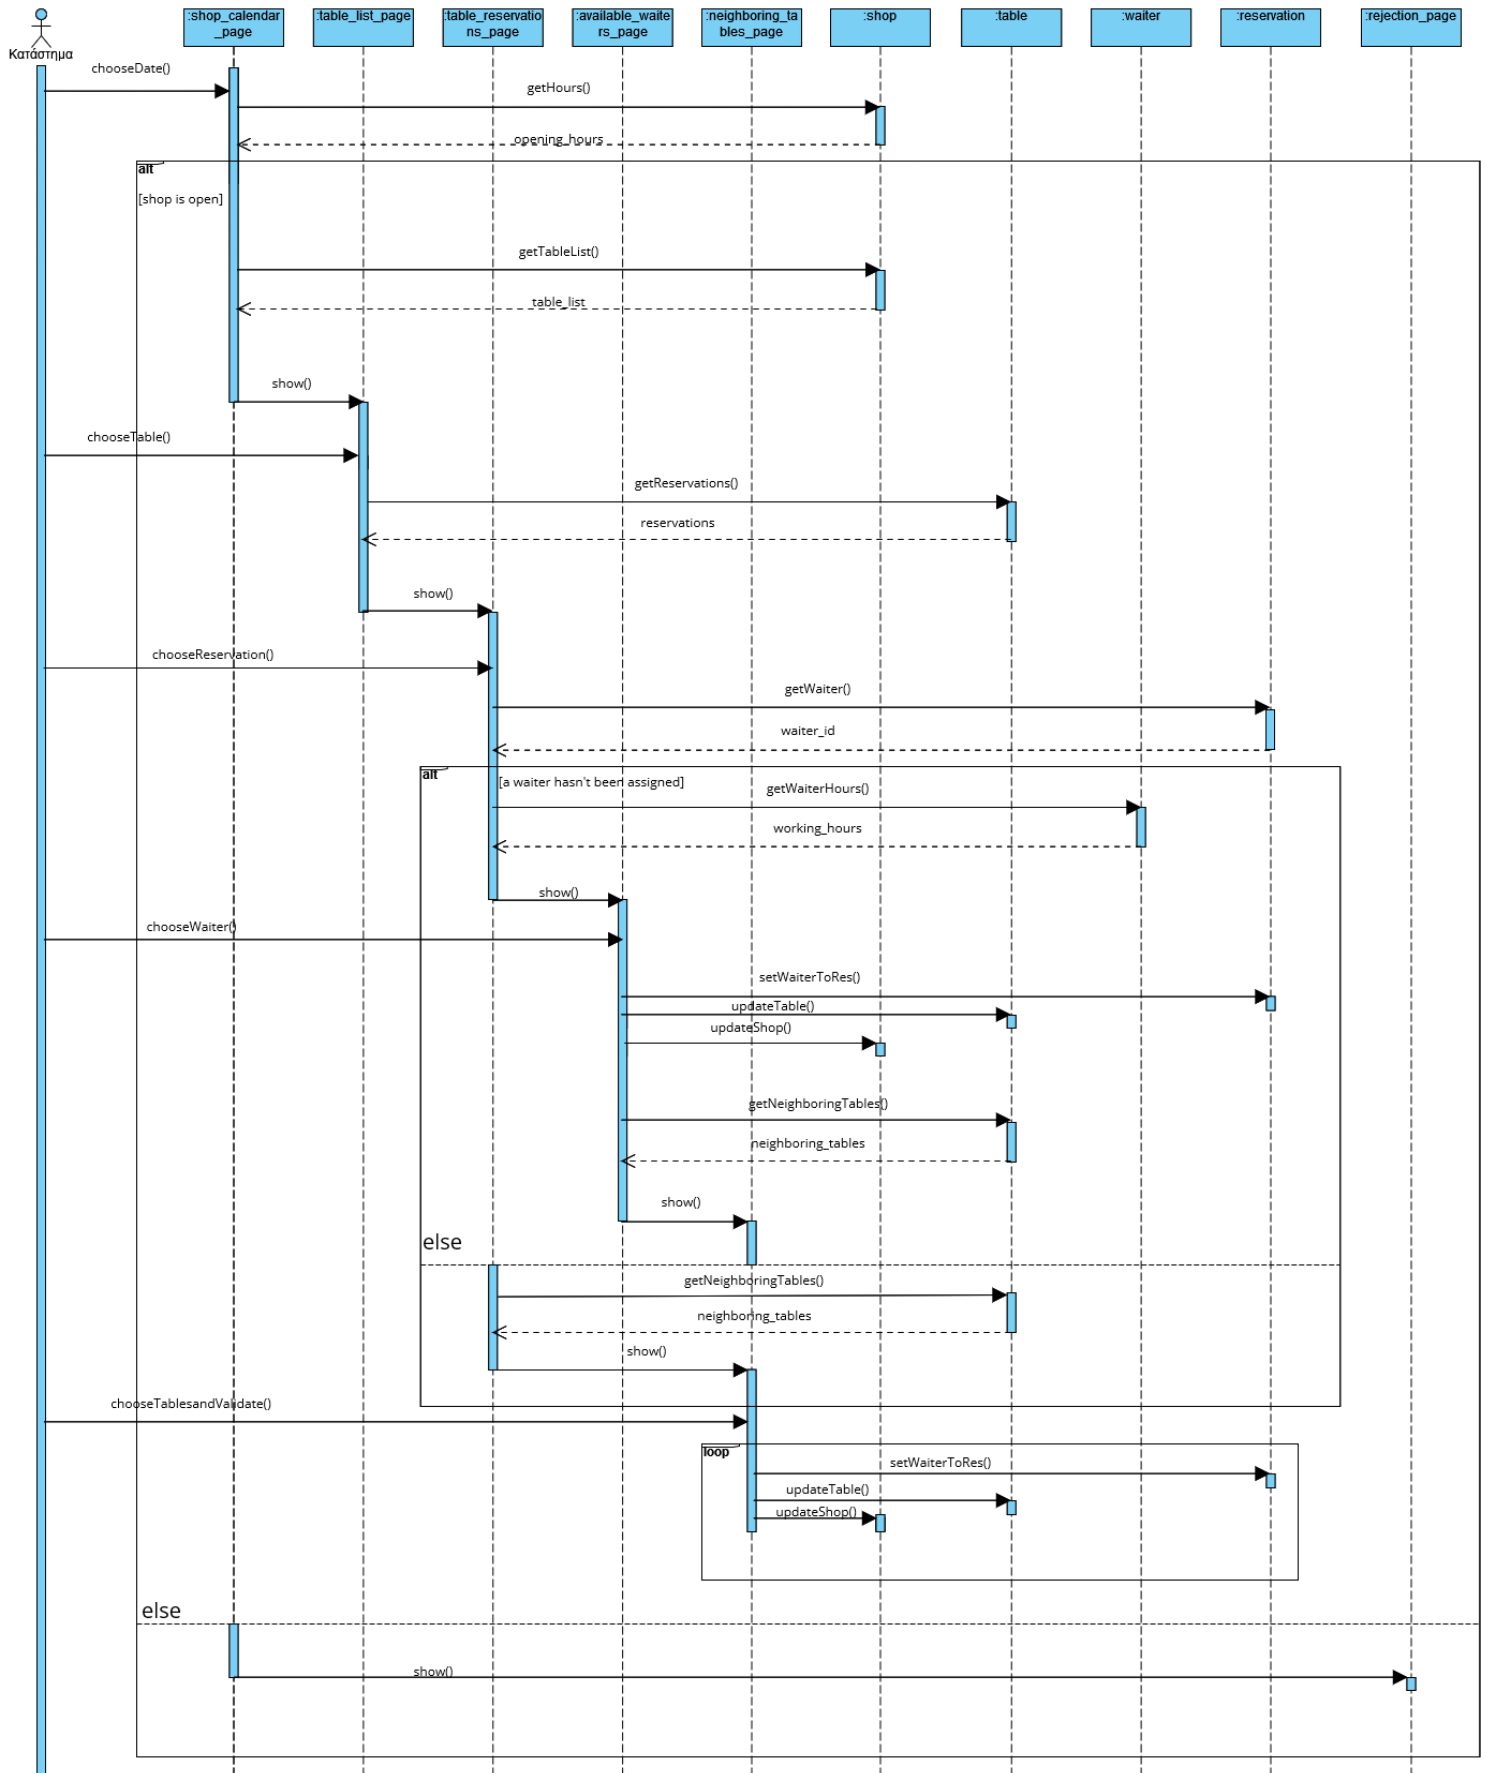 :shop_calendar
_page
:table_list_page
:table_reservatio
ns_page
:available_waite
rs_page
:neighboring_ta
bles_page
:shop
:table
:waiter
:reservation
:rejection_page
Κατάστημα
chooseDate()
getHours()
opening_hours
alt
[shop is open]
getTableList()
table_list
show()
chooseTable()
getReservations()
reservations
show()
chooseReservation()
getWaiter()
waiter_id
alt
[a waiter hasn't been assigned]
getWaiterHours()
working_hours
show()
chooseWaiter()
setWaiterToRes()
updateTable()
updateShop()
getNeighboringTables()
neighboring_tables
show()
else
getNeighboringTables()
neighboring_tables
show()
chooseTablesandValidate()
loop
setWaiterToRes()
updateTable()
updateShop()
else
show()